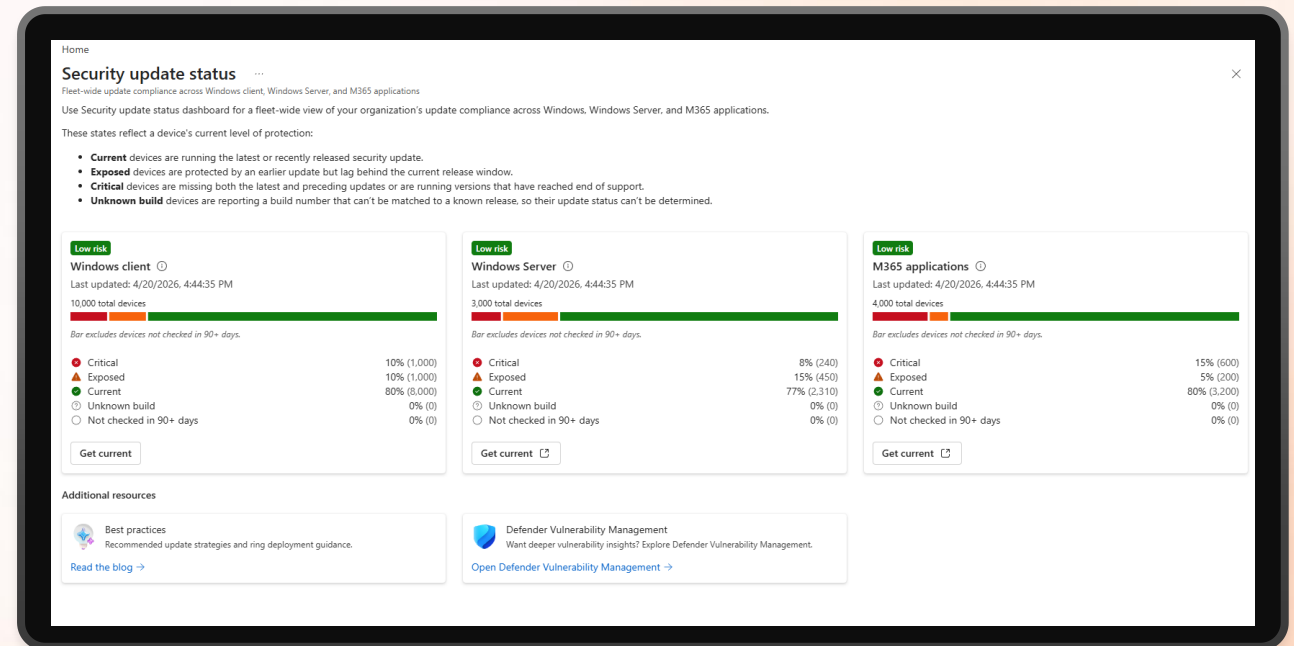 Home
Security update status ...
Fleet-wide update compliance across Windows client, Windows Server, and M365 applications
Use Security update status dashboard for a fleet-wide view of your organization's update compliance across Windows, Windows Server, and M365 applications.
These states reflect a device's current level of protection:
• Current devices are running the latest or recently released security update.
• Exposed devices are protected by an earlier update but lag behind the current release window.
• Critical devices are missing both the latest and preceding updates or are running versions that have reached end of support.
• Unknown build devices are reporting a build number that can't be matched to a known release, so their update status can't be determined.
Low risk
Windows client
Last updated: 4/20/2026, 4:44:35 PM
10,000 total devices
Bar excludes devices not checked in 90+ days.
Critical 10% (1,000)
Exposed 10% (1,000)
Current 80% (8,000)
Unknown build 0% (0)
Not checked in 90+ days 0% (0)
Get current
Low risk
Windows Server
Last updated: 4/20/2026, 4:44:35 PM
3,000 total devices
Bar excludes devices not checked in 90+ days.
Critical 8% (240)
Exposed 15% (450)
Current 77% (2,310)
Unknown build 0% (0)
Not checked in 90+ days 0% (0)
Get current
Low risk
M365 applications
Last updated: 4/20/2026, 4:44:35 PM
4,000 total devices
Bar excludes devices not checked in 90+ days.
Critical 15% (600)
Exposed 5% (200)
Current 80% (3,200)
Unknown build 0% (0)
Not checked in 90+ days 0% (0)
Get current
Additional resources
Best practices
Recommended update strategies and ring deployment guidance.
Read the blog →
Defender Vulnerability Management
Want deeper vulnerability insights? Explore Defender Vulnerability Management.
Open Defender Vulnerability Management →